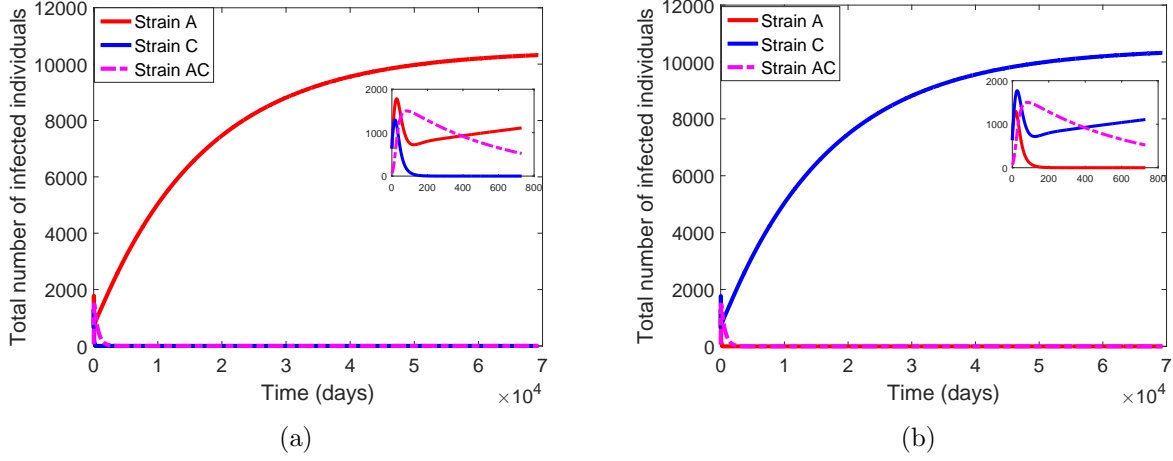 Total number of infected individuals
12000
10000
8000
6000
4000
2000
0
Strain A
Strain C
Strain AC
2000
1000
0
0 200 400 600 800
0 1 2 3 4 5 6 7
Time (days)
×10^4
(a)
Total number of infected individuals
12000
10000
8000
6000
4000
2000
0
Strain A
Strain C
Strain AC
2000
1000
0
0 200 400 600 800
0 1 2 3 4 5 6 7
Time (days)
×10^4
(b)